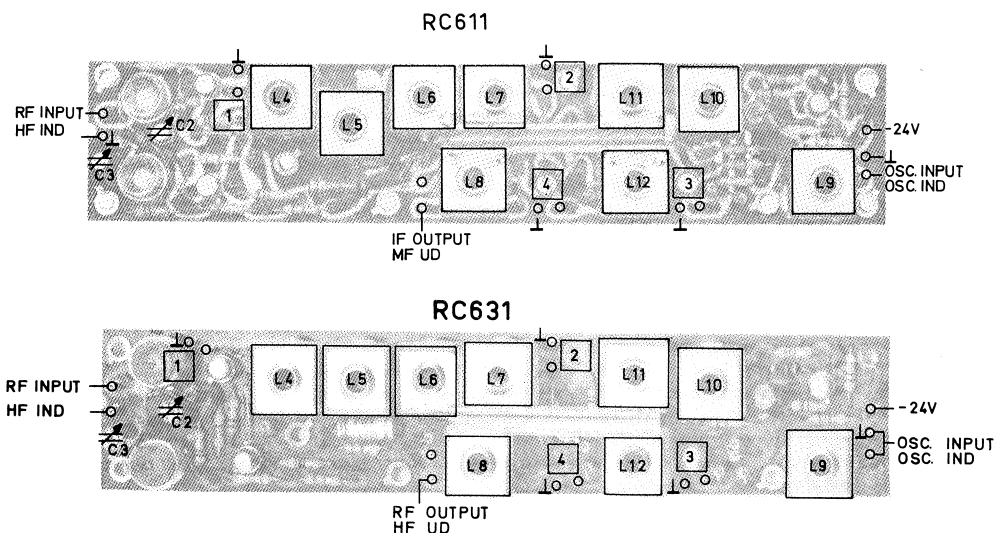 RC611
2
L4
L6
L7
L11
L10
1
L5
RF INPUT
HF IND
C2
C3
-24V
OSC. INPUT
OSC. IND
L8
4
L12
3
L9
IF OUTPUT
MF UD
RC631
1
2
L4
L5
L6
L7
L11
L10
RF INPUT
HF IND
C2
C3
-24V
OSC. INPUT
OSC. IND
L8
4
L12
3
L9
RF OUTPUT
HF UD